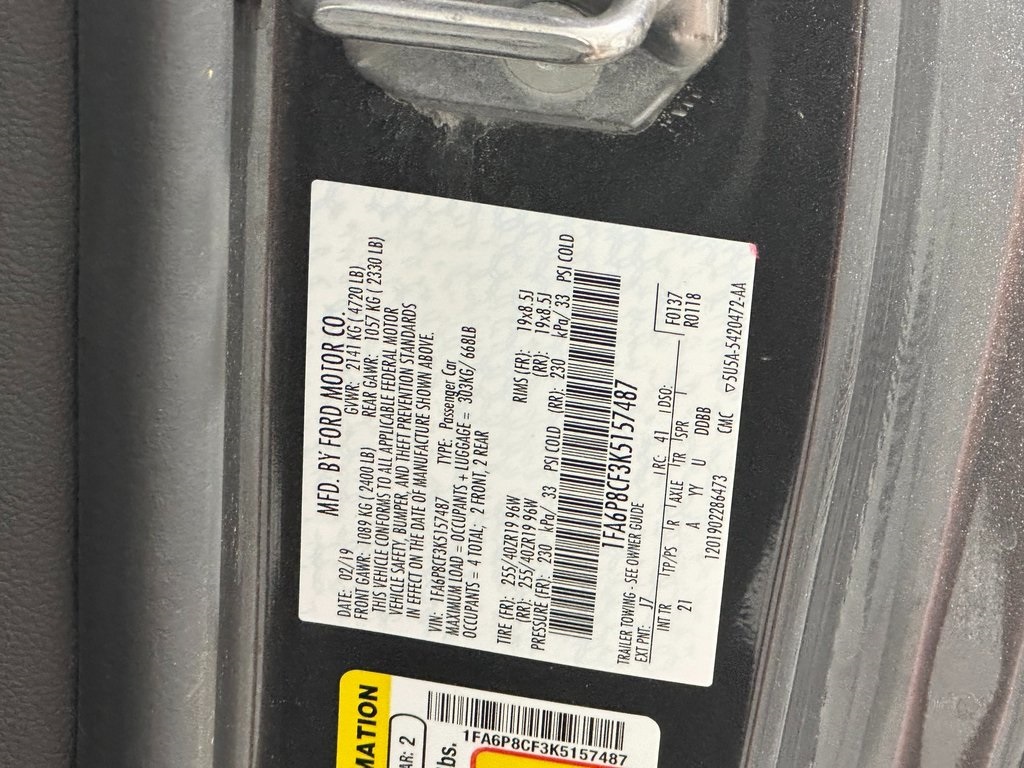 MFD. BY FORD MOTOR CO.
DATE: 02/19 GVWR: 2141 KG ( 4720 LB)
FRONT GAWR: 1089 KG ( 2400 LB) REAR GAWR: 1057 KG ( 2330 LB)
THIS VEHICLE CONFORMS TO ALL APPLICABLE FEDERAL MOTOR
VEHICLE SAFETY, BUMPER, AND THEFT PREVENTION STANDARDS
IN EFFECT ON THE DATE OF MANUFACTURE SHOWN ABOVE.
VIN: 1FA6P8CF3K5157487 TYPE: Passenger Car
MAXIMUM LOAD = OCCUPANTS + LUGGAGE = 303KG/ 668LB
OCCUPANTS = 4 TOTAL; 2 FRONT, 2 REAR
TIRE (FR): 255/40ZR19 96W RIMS (FR): 19x8.5J
(RR): 255/40ZR19 96W (RR): 19x8.5J
PRESSURE (FR): 230 kPa/ 33 PSI COLD (RR): 230 kPa/ 33 PSI COLD
1FA6P8CF3K5157487
TRAILER TOWING - SEE OWNER GUIDE F0137
EXT PNT: J7 RC: 41 DSO: R0118
INT TR TP/PS R AXLE TR SPR
21 A YY U DDBB
1201902286473 CMC ▽5U5A-5420472-AA
MATION
AR: 2
bs.
1FA6P8CF3K5157487